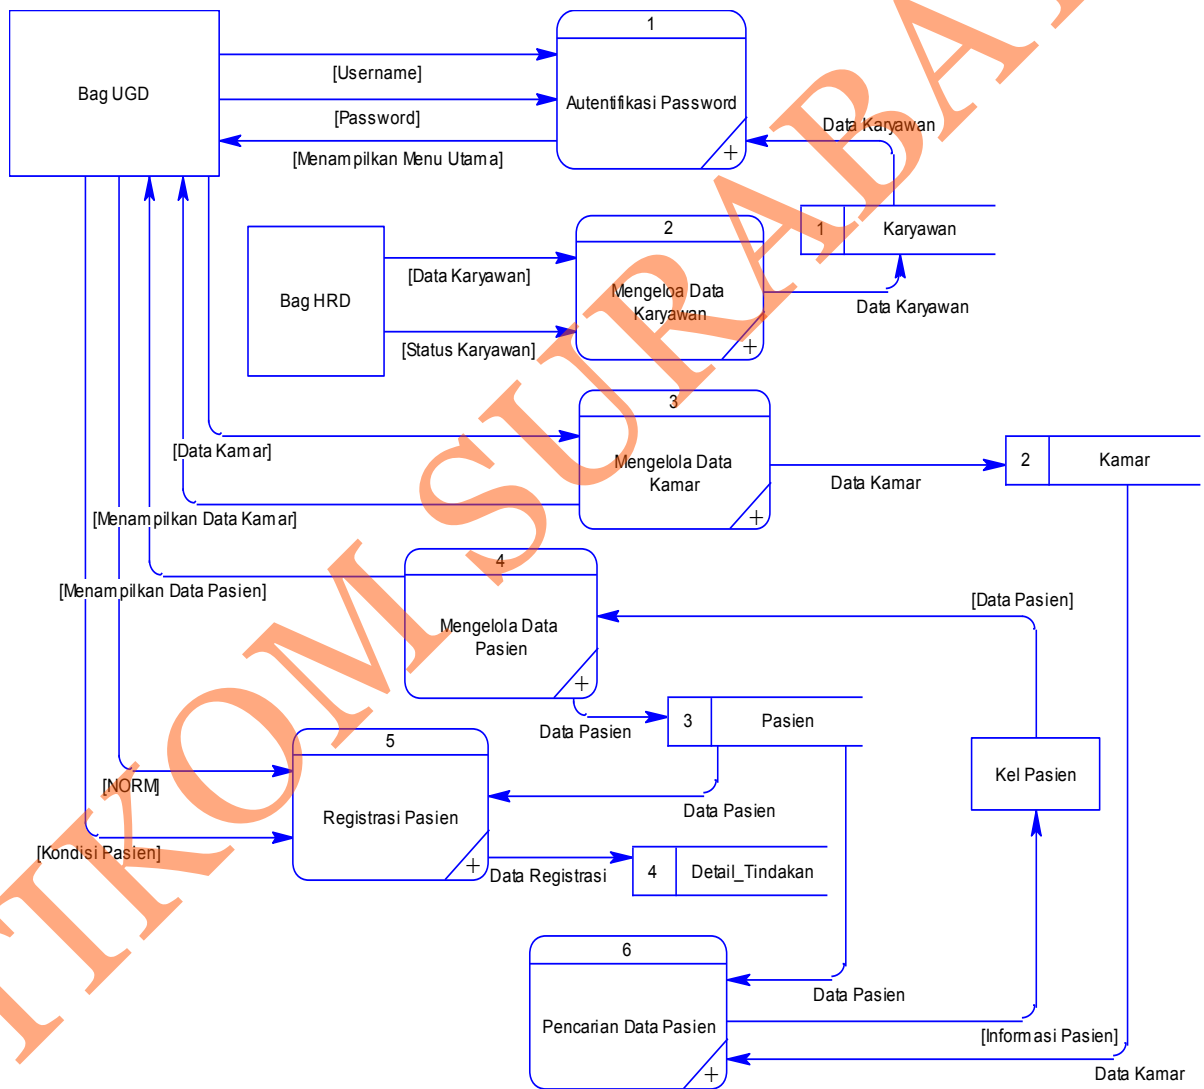 1
Bag UGD
[Username]
Autentifikasi Password
[Password]
Data Karyawan
[Menampilkan Menu Utama]
2
1
Karyawan
[Data Karyawan]
Bag HRD
Mengeloa Data
Karyawan
Data Karyawan
[Status Karyawan]
3
[Data Kamar]
Mengelola Data
Kamar
2
Kamar
Data Kamar
[Menampilkan Data Kamar]
4
[Menampilkan Data Pasien]
[Data Pasien]
Mengelola Data
Pasien
Data Pasien
3
Pasien
5
[NORM]
Kel Pasien
Registrasi Pasien
Data Pasien
[Kondisi Pasien]
Data Registrasi
4
Detail_Tindakan
6
Data Pasien
Pencarian Data Pasien
[Informasi Pasien]
Data Kamar
TIKOM SURABA